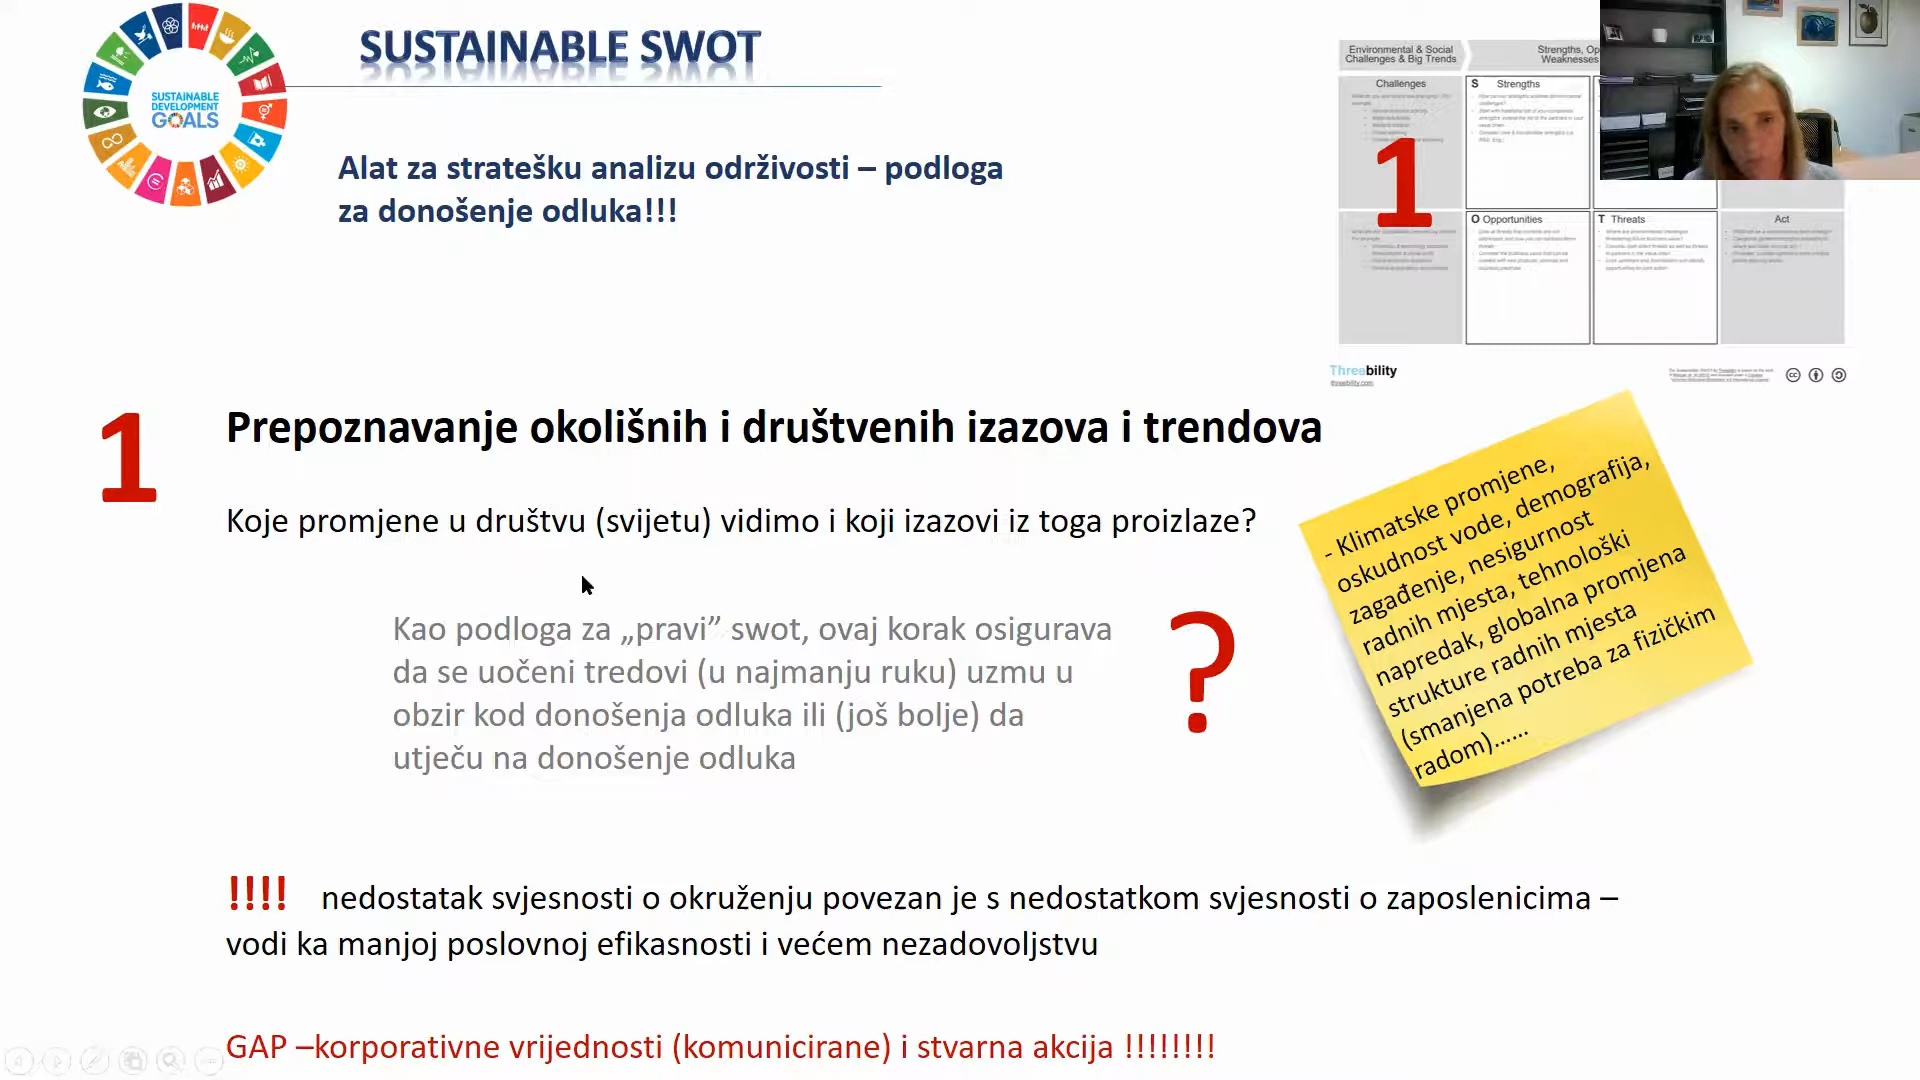 SUSTAINABLE
DEVELOPMENT
GOALS
SUSTAINABLE SWOT
Alat za stratešku analizu održivosti – podloga
za donošenje odluka!!!
Environmental & Social
Challenges & Big Trends
Strengths, Op
Weaknesses
Challenges
S Strengths
1
O Opportunities
T Threats
Act
Threebility
threebility.com
1
Prepoznavanje okolišnih i društvenih izazova i trendova
Koje promjene u društvu (svijetu) vidimo i koji izazovi iz toga proizlaze?
Kao podloga za „pravi” swot, ovaj korak osigurava
da se uočeni tredovi (u najmanju ruku) uzmu u
obzir kod donošenja odluka ili (još bolje) da
utječu na donošenje odluka
?
- Klimatske promjene,
oskudnost vode, demografija,
zagađenje, nesigurnost
radnih mjesta, tehnološki
napredak, globalna promjena
strukture radnih mjesta
(smanjena potreba za fizičkim
radom)......
!!!! nedostatak svjesnosti o okruženju povezan je s nedostatkom svjesnosti o zaposlenicima –
vodi ka manjoj poslovnoj efikasnosti i većem nezadovoljstvu
GAP –korporativne vrijednosti (komunicirane) i stvarna akcija !!!!!!!!